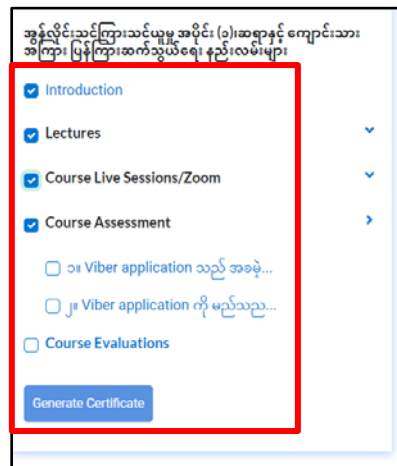 အွန်လိုင်းသင်ကြားသင်ယူမှု အပိုင်း (၁)၊ဆရာနှင့် ကျောင်းသား
အကြား ပြန်ကြားဆက်သွယ်ရေး နည်းလမ်းများ
Introduction
Lectures
Course Live Sessions/Zoom
Course Assessment
၁။ Viber application သည် အခမဲ့...
၂။ Viber application ကို မည်သည...
Course Evaluations
Generate Certificate